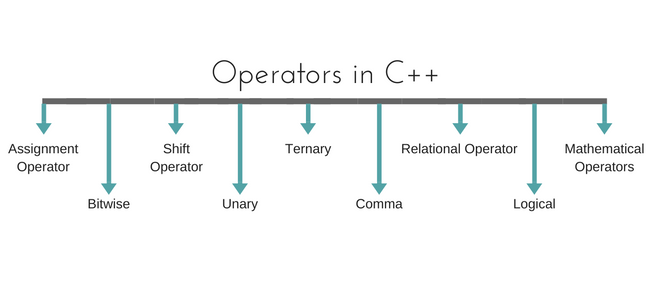 Operators in C++
Assignment
Operator
Bitwise
Shift
Operator
Unary
Ternary
Comma
Relational Operator
Logical
Mathematical
Operators